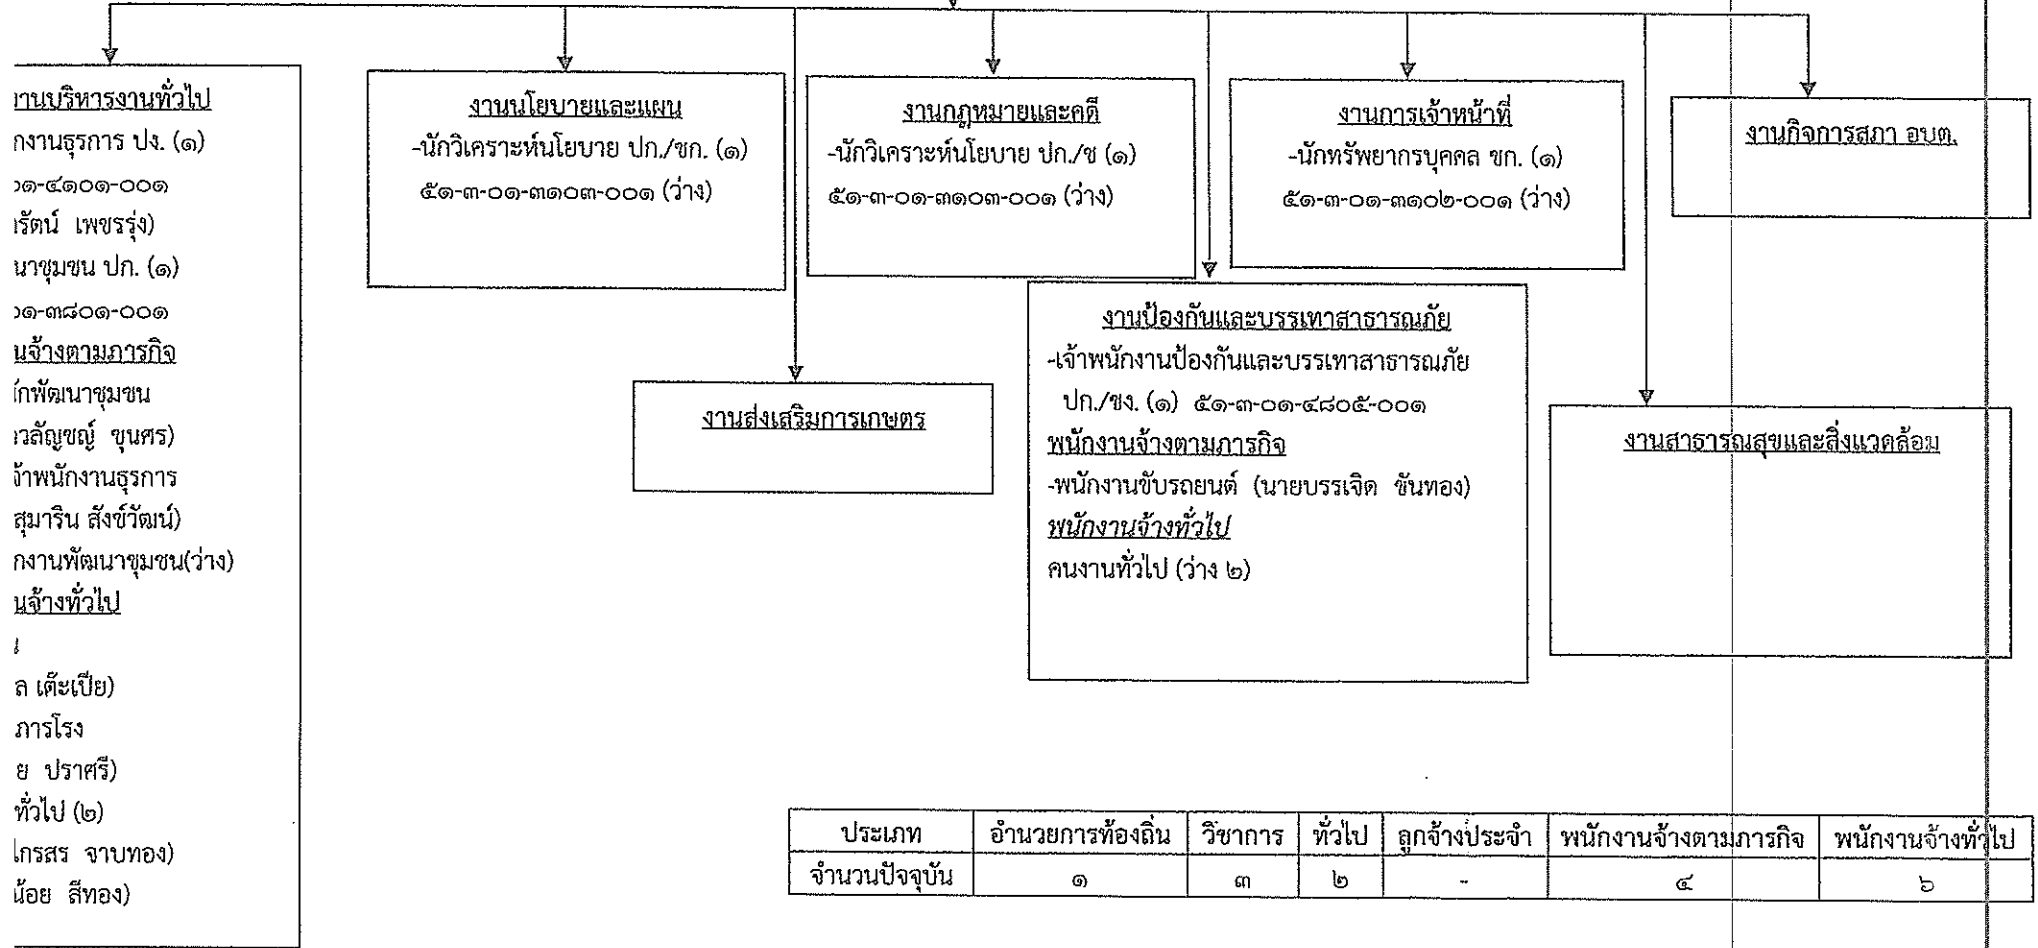 งานบริหารงานทั่วไป
กงานธุรการ ปง. (๑)
๐๑-๔๑๐๑-๐๐๑
รัตน์ เพชรรุ่ง)
นาชุมชน ปก. (๑)
๐๑-๓๘๐๑-๐๐๑
นจ้างตามภารกิจ
ักพัฒนาชุมชน
วลัญชญ์ ขุนศร)
จ้าพนักงานธุรการ
สุมาริน สังข์วัฒน์)
กงานพัฒนาชุมชน(ว่าง)
นจ้างทั่วไป
ล เต๊ะเปีย)
ภารโรง
ย ปราศรี)
ทั่วไป (๒)
ไกรสร จาบทอง)
น้อย สีทอง)
งานนโยบายและแผน
-นักวิเคราะห์นโยบาย ปก./ชก. (๑)
๕๑-๓-๐๑-๓๑๐๓-๐๐๑ (ว่าง)
งานกฎหมายและคดี
-นักวิเคราะห์นโยบาย ปก./ช (๑)
๕๑-๓-๐๑-๓๑๐๓-๐๐๑ (ว่าง)
งานการเจ้าหน้าที่
-นักทรัพยากรบุคคล ชก. (๑)
๕๑-๓-๐๑-๓๑๐๒-๐๐๑ (ว่าง)
งานกิจการสภา อบต.
งานส่งเสริมการเกษตร
งานป้องกันและบรรเทาสาธารณภัย
-เจ้าพนักงานป้องกันและบรรเทาสาธารณภัย
ปก./ชง. (๑) ๕๑-๓-๐๑-๔๘๐๕-๐๐๑
พนักงานจ้างตามภารกิจ
-พนักงานขับรถยนต์ (นายบรรเจิด ขันทอง)
พนักงานจ้างทั่วไป
คนงานทั่วไป (ว่าง ๒)
งานสาธารณสุขและสิ่งแวดล้อม
ประเภท อำนวยการท้องถิ่น วิชาการ ทั่วไป ลูกจ้างประจำ พนักงานจ้างตามภารกิจ พนักงานจ้างทั่วไป
จำนวนปัจจุบัน ๑ ๓ ๒ - ๔ ๖